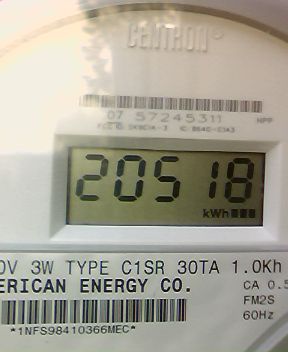 CENTRON®
07 57245311 NPP
20518
kWh
0V 3W TYPE C1SR 30TA 1.0Kh
ERICAN ENERGY CO. CA 0.5
FM2S
60Hz
*1NFS98410366MEC*